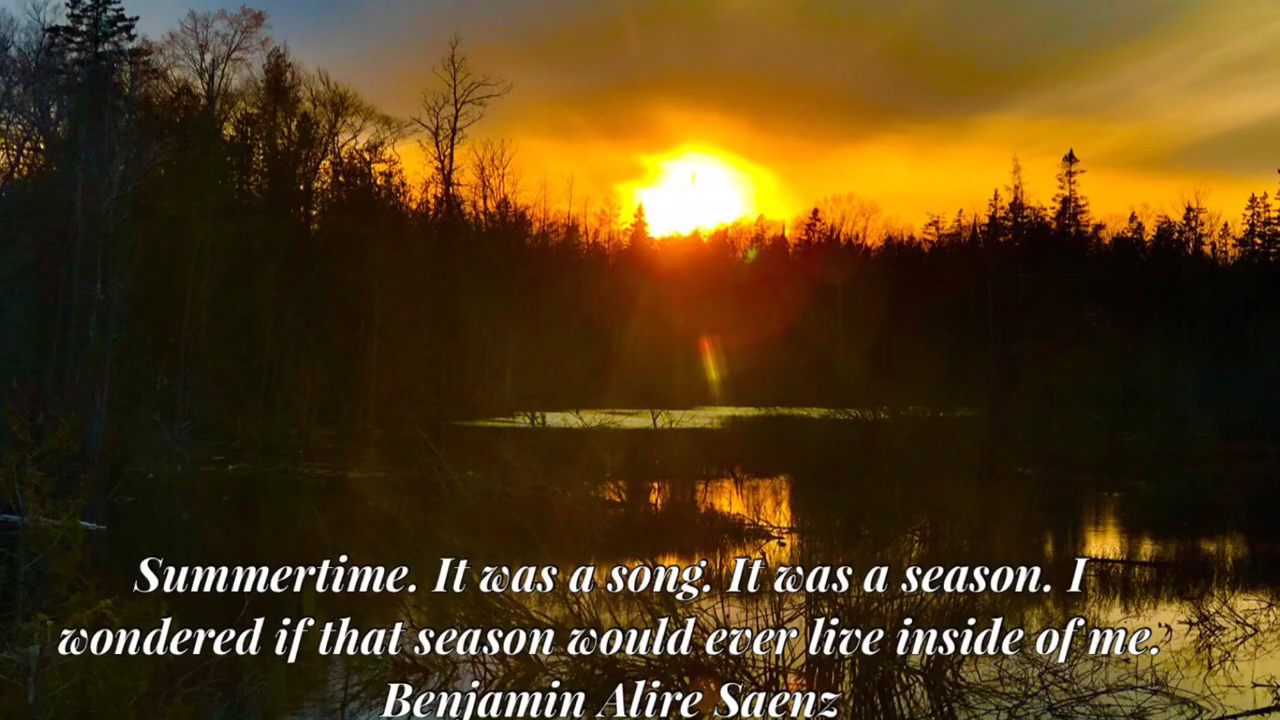 Summertime. It was a song. It was a season. I
wondered if that season would ever live inside of me.
Benjamin Alire Saenz